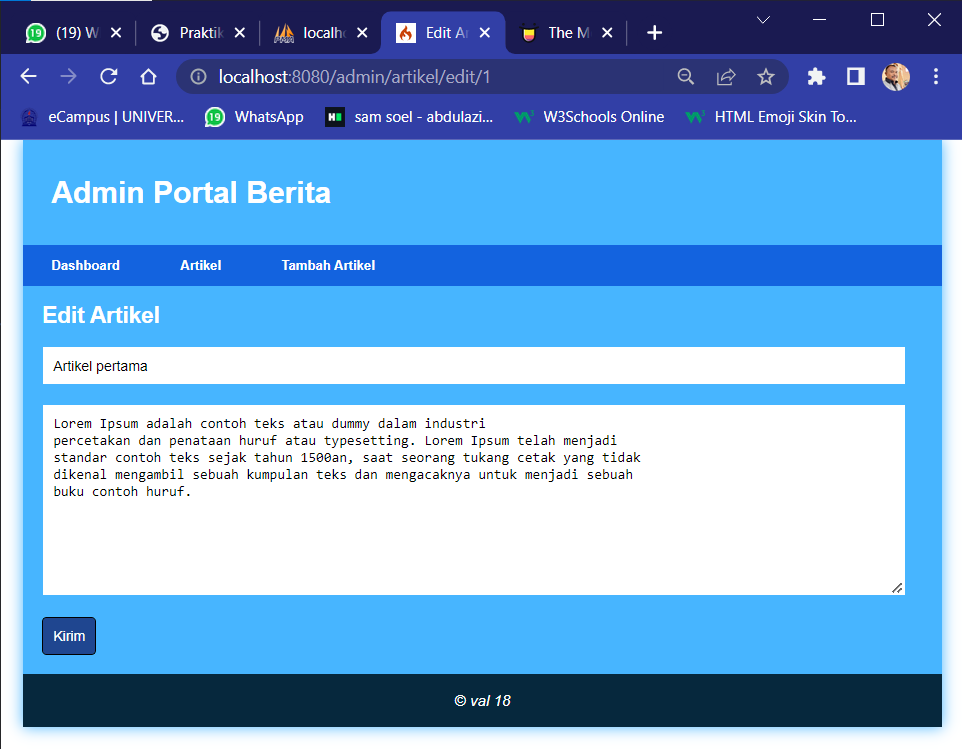 19 (19) W Praktik localho Edit Ar The M
localhost:8080/admin/artikel/edit/1
eCampus | UNIVER... 19 WhatsApp H sam soel - abdulazi... W3Schools Online HTML Emoji Skin To...
Admin Portal Berita
Dashboard Artikel Tambah Artikel
Edit Artikel
Artikel pertama
Lorem Ipsum adalah contoh teks atau dummy dalam industri
percetakan dan penataan huruf atau typesetting. Lorem Ipsum telah menjadi
standar contoh teks sejak tahun 1500an, saat seorang tukang cetak yang tidak
dikenal mengambil sebuah kumpulan teks dan mengacaknya untuk menjadi sebuah
buku contoh huruf.
Kirim
© val 18